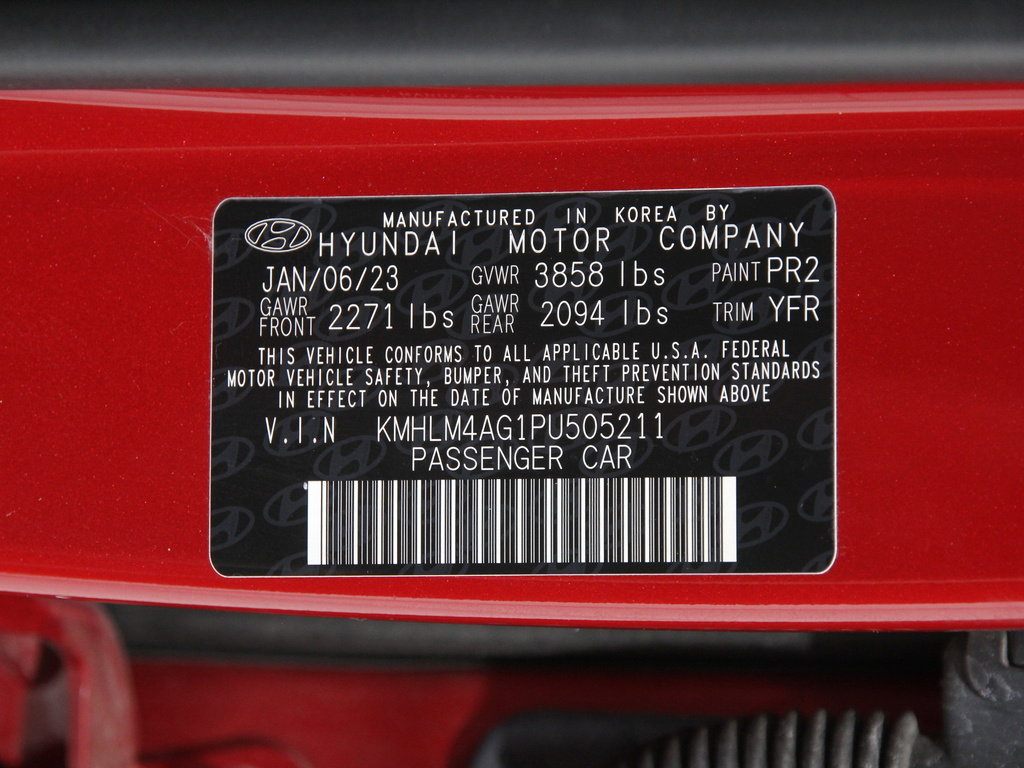 MANUFACTURED IN KOREA BY
HYUNDAI MOTOR COMPANY
JAN/06/23 GVWR 3858 lbs PAINT PR2
GAWR FRONT 2271 lbs GAWR REAR 2094 lbs TRIM YFR
THIS VEHICLE CONFORMS TO ALL APPLICABLE U.S.A. FEDERAL
MOTOR VEHICLE SAFETY, BUMPER, AND THEFT PREVENTION STANDARDS
IN EFFECT ON THE DATE OF MANUFACTURE SHOWN ABOVE
V.I.N KMHLM4AG1PU505211
PASSENGER CAR